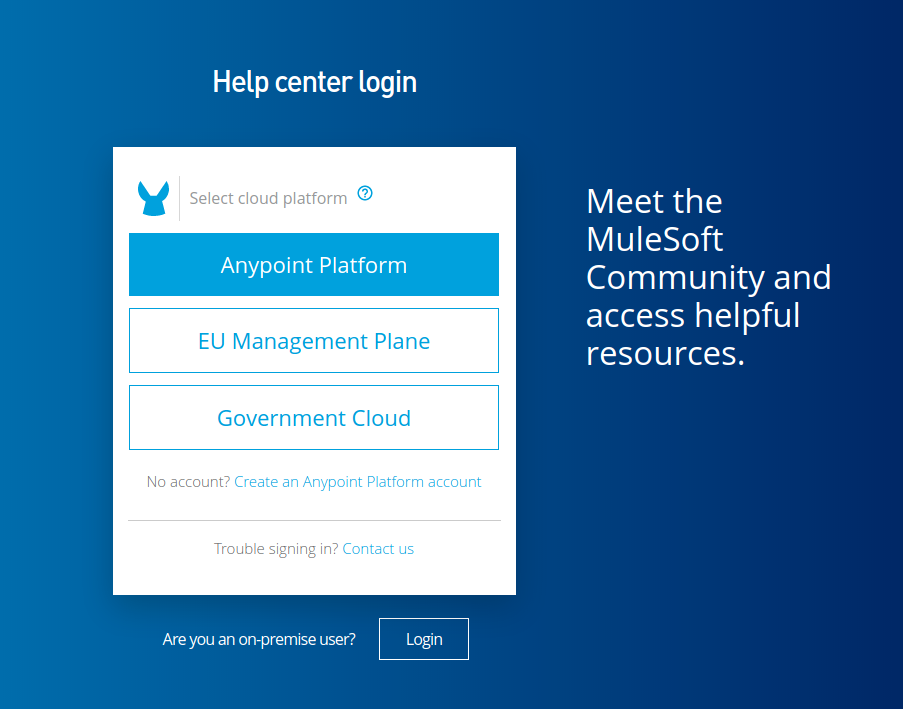 Help center login
Select cloud platform
Anypoint Platform
EU Management Plane
Government Cloud
No account? Create an Anypoint Platform account
Trouble signing in? Contact us
Are you an on-premise user?
Login
Meet the
MuleSoft
Community and
access helpful
resources.